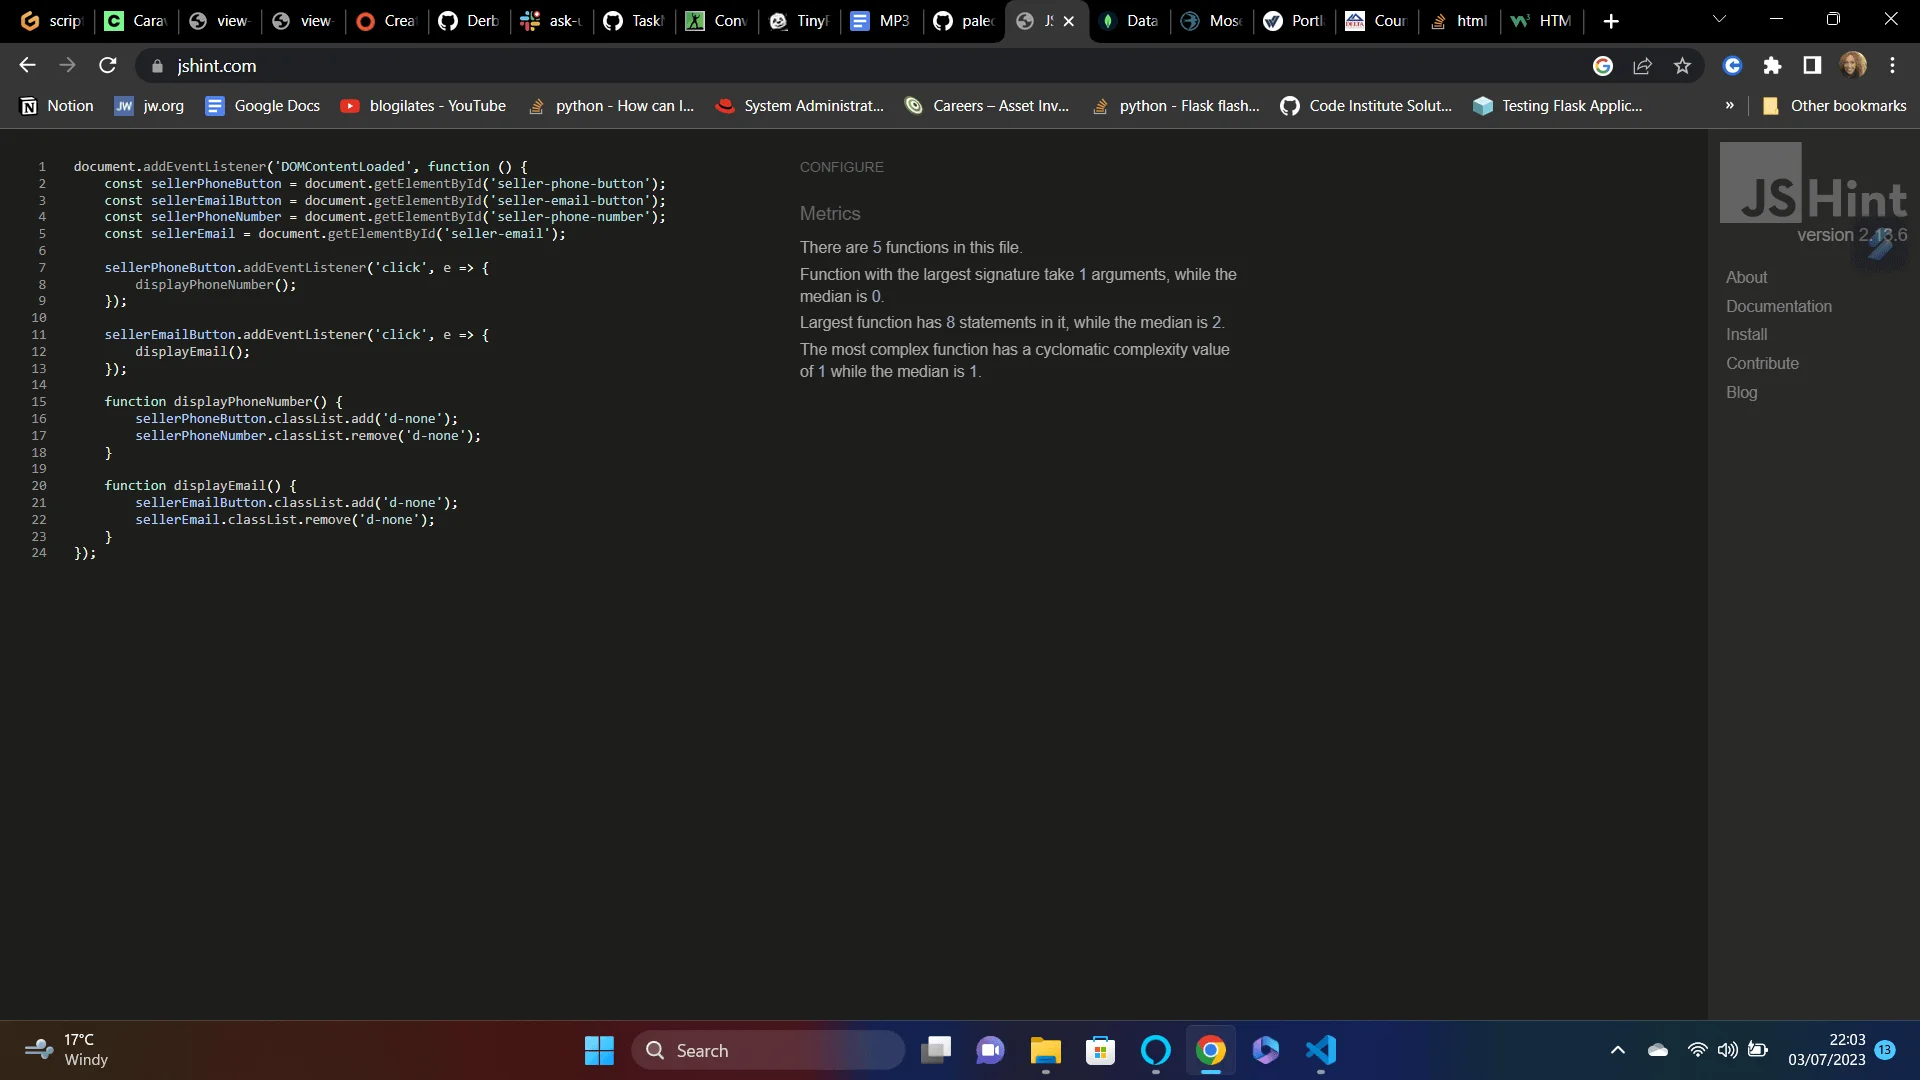 scrip
Carav
view-
view-
Crea
Derb
ask-u
TaskM
Conv
TinyP
MP3
pale
JS
Data
Mose
Portl
Cour
html
HTM
jshint.com
Notion
JW jw.org
Google Docs
blogilates - YouTube
python - How can I...
System Administrat...
Careers – Asset Inv...
python - Flask flash...
Code Institute Solut...
Testing Flask Applic...
»
Other bookmarks
1 document.addEventListener('DOMContentLoaded', function () {
2 const sellerPhoneButton = document.getElementById('seller-phone-button');
3 const sellerEmailButton = document.getElementById('seller-email-button');
4 const sellerPhoneNumber = document.getElementById('seller-phone-number');
5 const sellerEmail = document.getElementById('seller-email');
6
7 sellerPhoneButton.addEventListener('click', e => {
8 displayPhoneNumber();
9 });
10
11 sellerEmailButton.addEventListener('click', e => {
12 displayEmail();
13 });
14
15 function displayPhoneNumber() {
16 sellerPhoneButton.classList.add('d-none');
17 sellerPhoneNumber.classList.remove('d-none');
18 }
19
20 function displayEmail() {
21 sellerEmailButton.classList.add('d-none');
22 sellerEmail.classList.remove('d-none');
23 }
24 });
CONFIGURE
Metrics
There are 5 functions in this file.
Function with the largest signature take 1 arguments, while the
median is 0.
Largest function has 8 statements in it, while the median is 2.
The most complex function has a cyclomatic complexity value
of 1 while the median is 1.
JSHint
version 2.13.6
About
Documentation
Install
Contribute
Blog
17°C
Windy
Search
22:03
03/07/2023
13